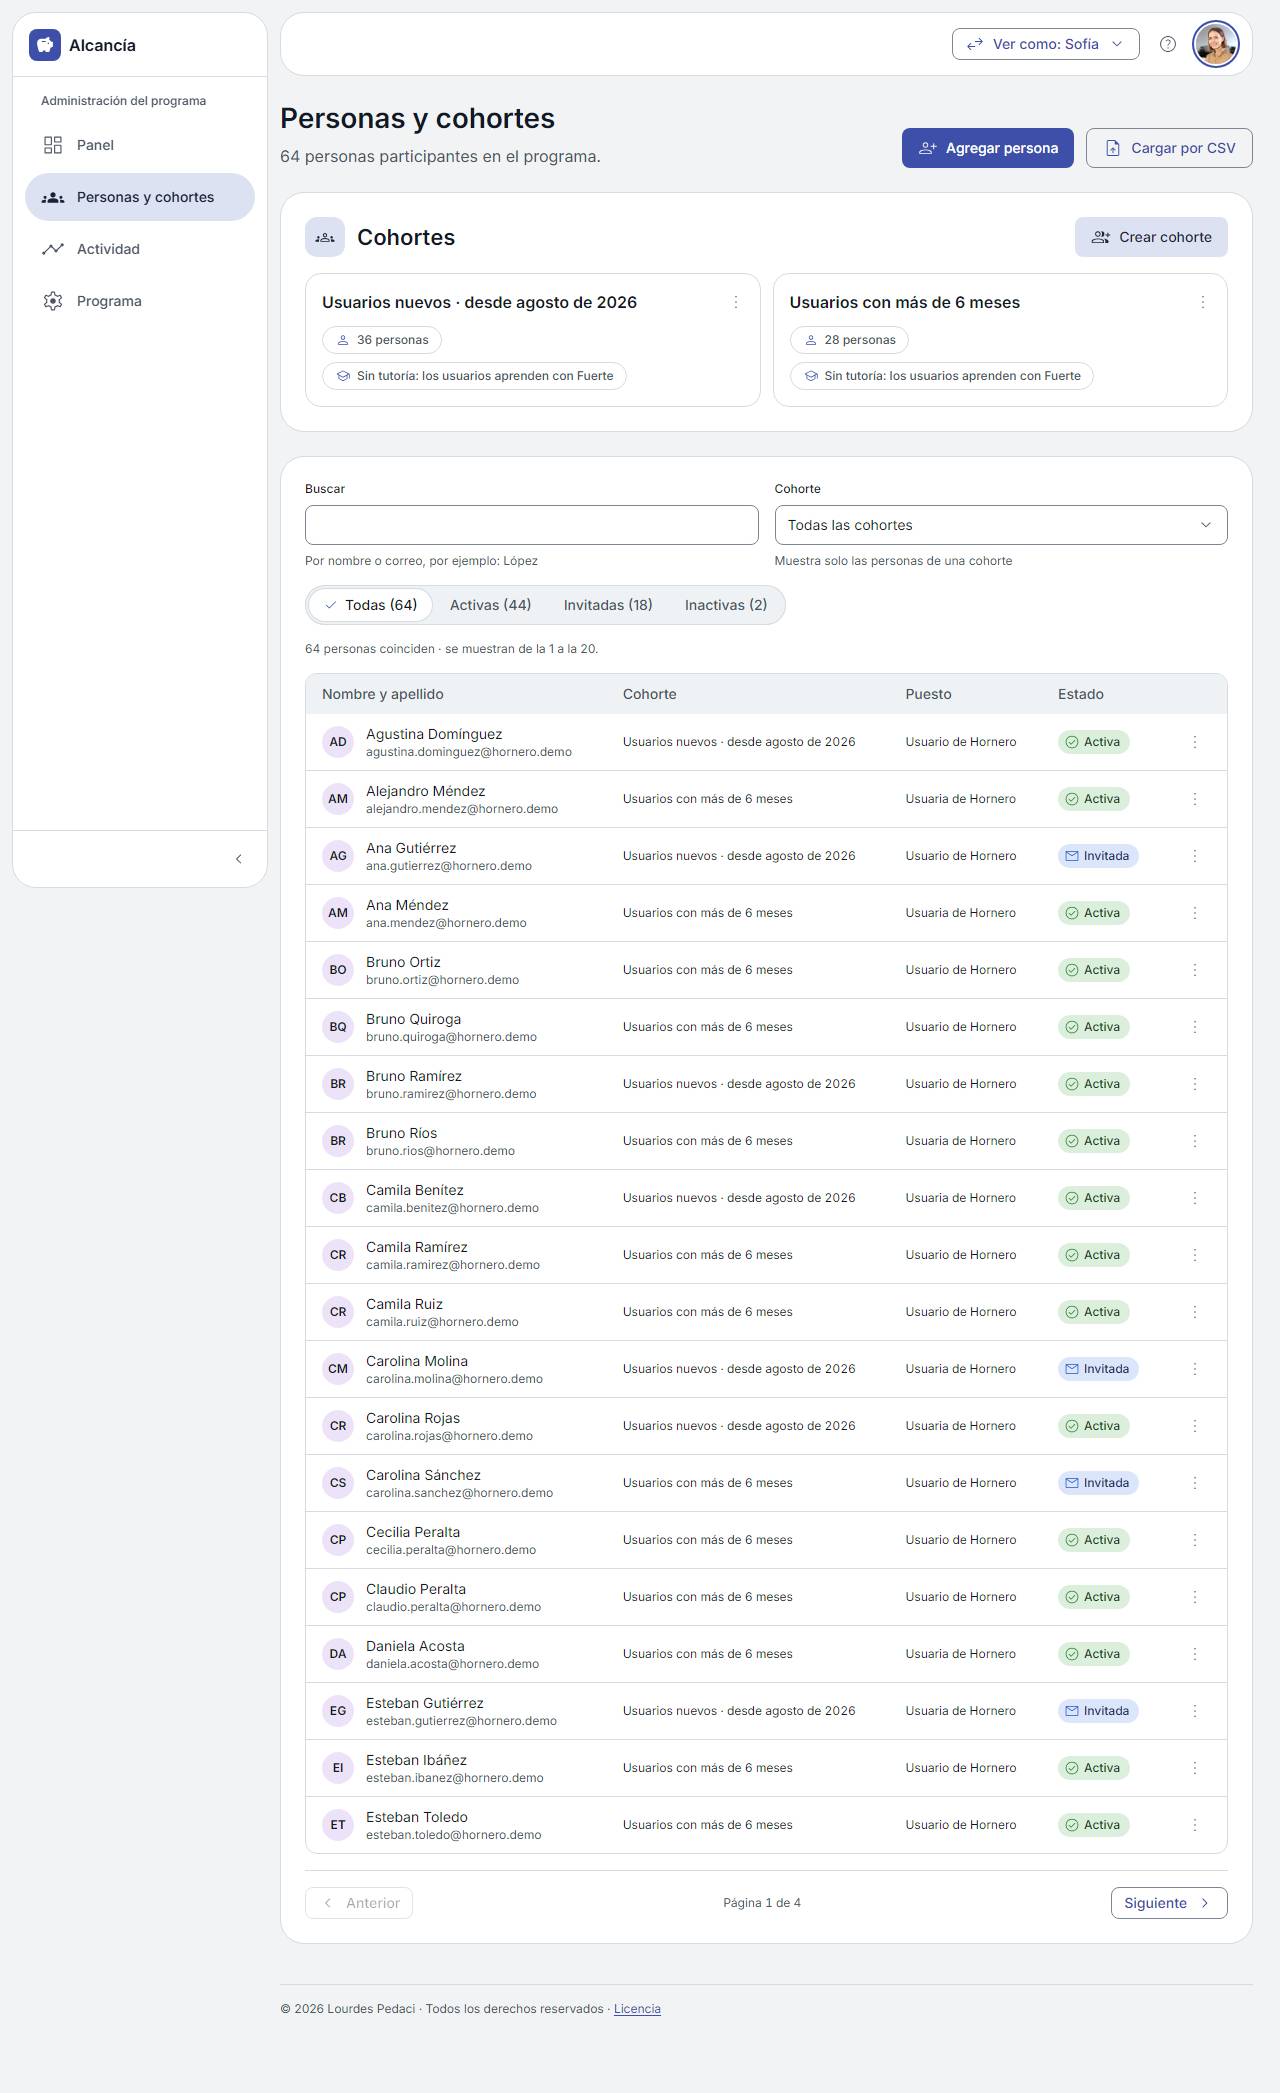 Alcancía
Administración del programa
Panel
Personas y cohortes
Actividad
Programa
Ver como: Sofía
Personas y cohortes
64 personas participantes en el programa.
Agregar persona
Cargar por CSV
Cohortes
Crear cohorte
Usuarios nuevos · desde agosto de 2026
36 personas
Sin tutoría: los usuarios aprenden con Fuerte
Usuarios con más de 6 meses
28 personas
Sin tutoría: los usuarios aprenden con Fuerte
Buscar
Por nombre o correo, por ejemplo: López
Cohorte
Todas las cohortes
Muestra solo las personas de una cohorte
Todas (64) Activas (44) Invitadas (18) Inactivas (2)
64 personas coinciden · se muestran de la 1 a la 20.
Nombre y apellido Cohorte Puesto Estado
AD Agustina Domínguez
agustina.dominguez@hornero.demo
Usuarios nuevos · desde agosto de 2026 Usuario de Hornero Activa
AM Alejandro Méndez
alejandro.mendez@hornero.demo
Usuarios con más de 6 meses Usuaria de Hornero Activa
AG Ana Gutiérrez
ana.gutierrez@hornero.demo
Usuarios nuevos · desde agosto de 2026 Usuario de Hornero Invitada
AM Ana Méndez
ana.mendez@hornero.demo
Usuarios con más de 6 meses Usuaria de Hornero Activa
BO Bruno Ortiz
bruno.ortiz@hornero.demo
Usuarios con más de 6 meses Usuario de Hornero Activa
BQ Bruno Quiroga
bruno.quiroga@hornero.demo
Usuarios con más de 6 meses Usuario de Hornero Activa
BR Bruno Ramírez
bruno.ramirez@hornero.demo
Usuarios nuevos · desde agosto de 2026 Usuario de Hornero Activa
BR Bruno Ríos
bruno.rios@hornero.demo
Usuarios con más de 6 meses Usuaria de Hornero Activa
CB Camila Benítez
camila.benitez@hornero.demo
Usuarios nuevos · desde agosto de 2026 Usuaria de Hornero Activa
CR Camila Ramírez
camila.ramirez@hornero.demo
Usuarios con más de 6 meses Usuario de Hornero Activa
CR Camila Ruiz
camila.ruiz@hornero.demo
Usuarios con más de 6 meses Usuario de Hornero Activa
CM Carolina Molina
carolina.molina@hornero.demo
Usuarios nuevos · desde agosto de 2026 Usuaria de Hornero Invitada
CR Carolina Rojas
carolina.rojas@hornero.demo
Usuarios nuevos · desde agosto de 2026 Usuaria de Hornero Activa
CS Carolina Sánchez
carolina.sanchez@hornero.demo
Usuarios con más de 6 meses Usuaria de Hornero Invitada
CP Cecilia Peralta
cecilia.peralta@hornero.demo
Usuarios con más de 6 meses Usuario de Hornero Activa
CP Claudio Peralta
claudio.peralta@hornero.demo
Usuarios con más de 6 meses Usuario de Hornero Activa
DA Daniela Acosta
daniela.acosta@hornero.demo
Usuarios con más de 6 meses Usuaria de Hornero Activa
EG Esteban Gutiérrez
esteban.gutierrez@hornero.demo
Usuarios nuevos · desde agosto de 2026 Usuaria de Hornero Invitada
EI Esteban Ibáñez
esteban.ibanez@hornero.demo
Usuarios con más de 6 meses Usuario de Hornero Activa
ET Esteban Toledo
esteban.toledo@hornero.demo
Usuarios con más de 6 meses Usuario de Hornero Activa
Anterior Página 1 de 4 Siguiente
© 2026 Lourdes Pedaci · Todos los derechos reservados · Licencia